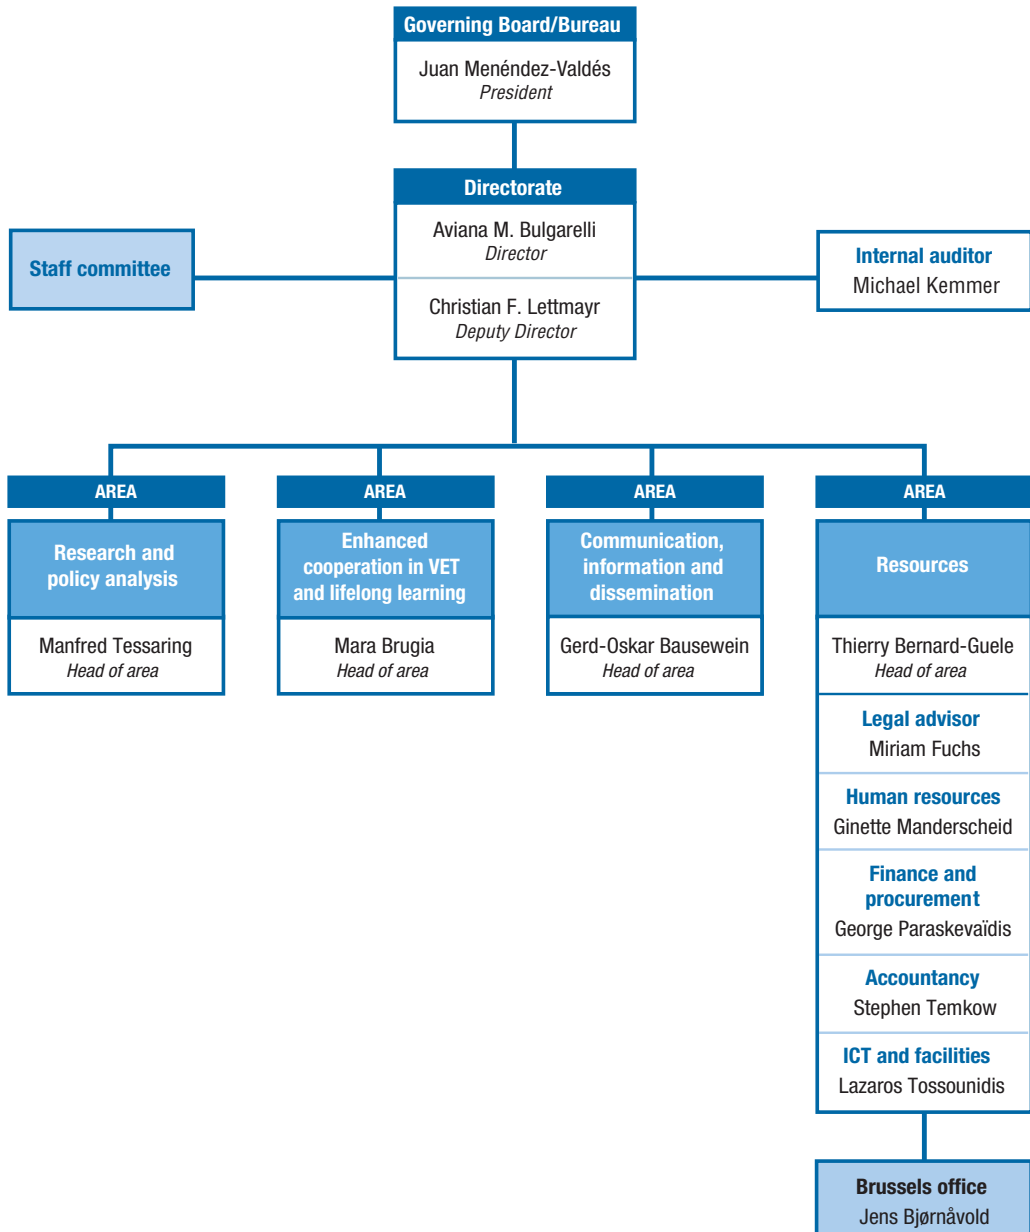 Governing Board/Bureau
Juan Menéndez-Valdés
President
Directorate
Aviana M. Bulgarelli
Director
Christian F. Lettmayr
Deputy Director
Staff committee
Internal auditor
Michael Kemmer
AREA
Research and
policy analysis
Manfred Tessaring
Head of area
AREA
Enhanced
cooperation in VET
and lifelong learning
Mara Brugia
Head of area
AREA
Communication,
information and
dissemination
Gerd-Oskar Bausewein
Head of area
AREA
Resources
Thierry Bernard-Guele
Head of area
Legal advisor
Miriam Fuchs
Human resources
Ginette Manderscheid
Finance and
procurement
George Paraskevaïdis
Accountancy
Stephen Temkow
ICT and facilities
Lazaros Tossounidis
Brussels office
Jens Bjørnåvold